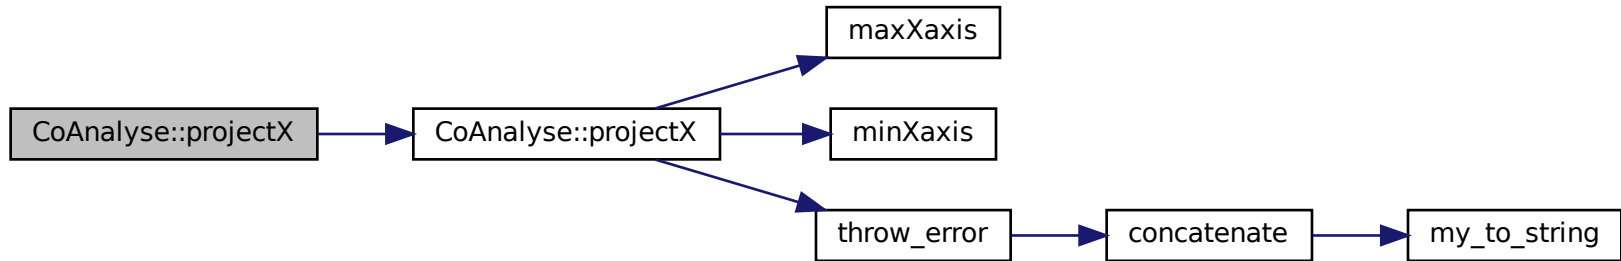 maxXaxis
CoAnalyse::projectX
CoAnalyse::projectX
minXaxis
throw_error
concatenate
my_to_string